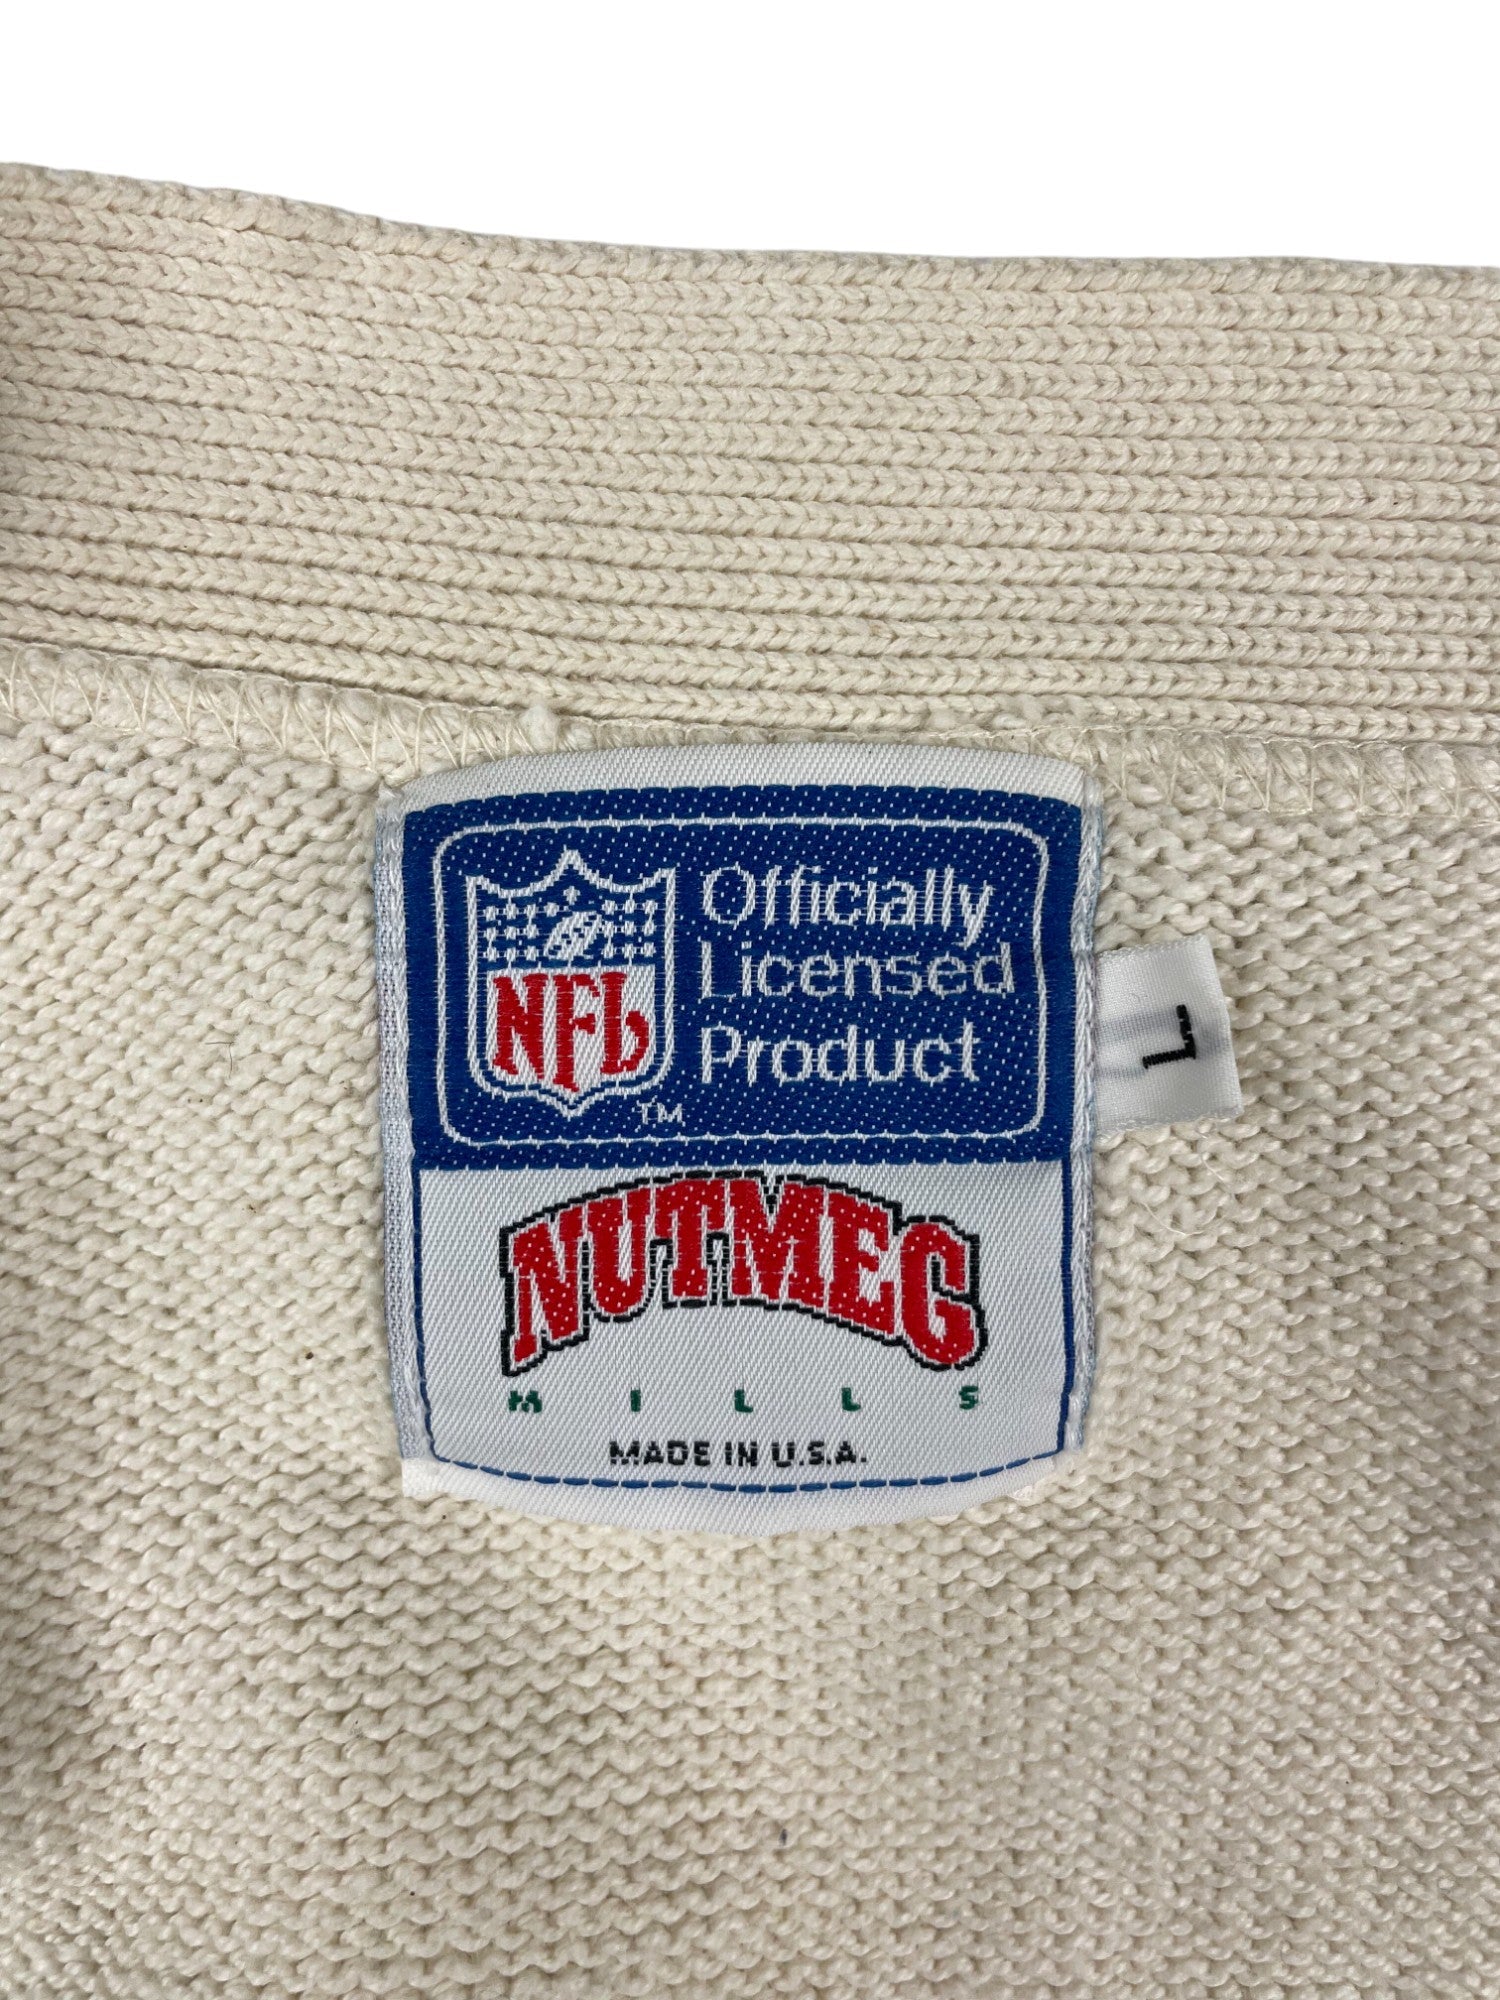 NFL
TM
Officially
Licensed
Product
L
NUTMEG
MILLS
MADE IN U.S.A.